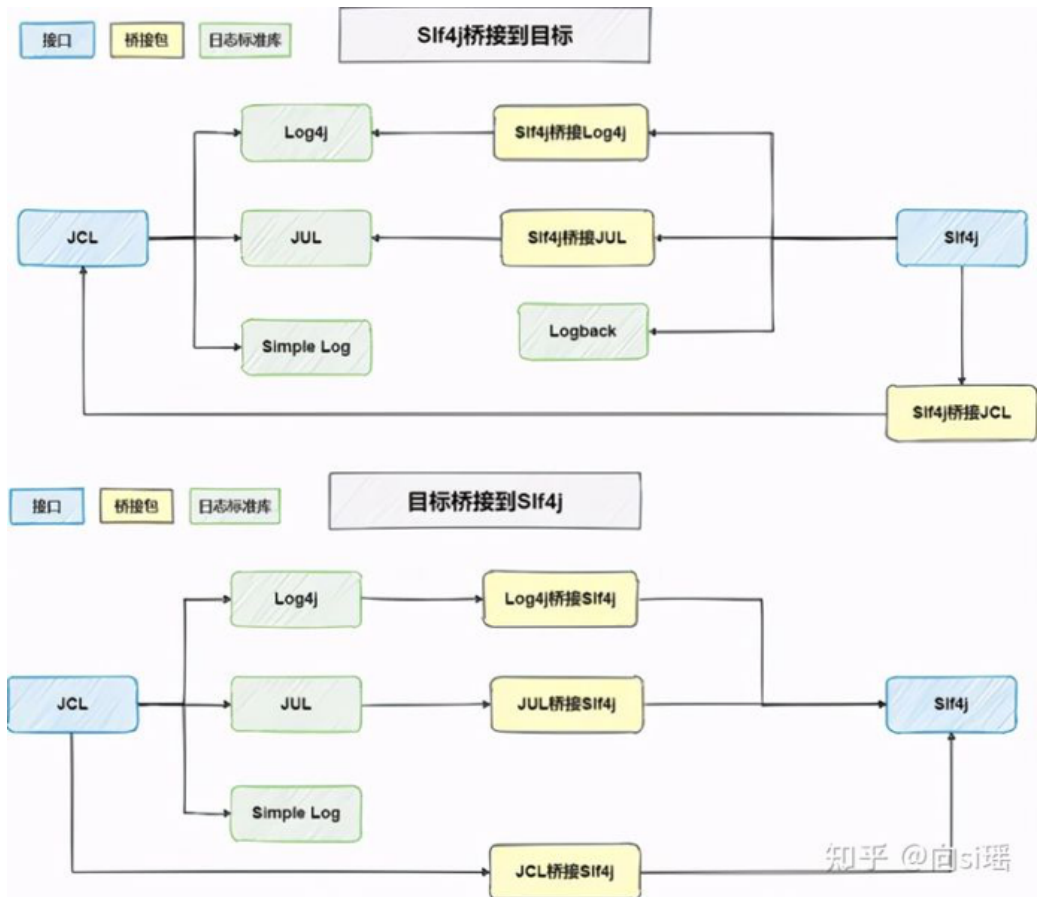 接口 桥接包 日志标准库 Slf4j桥接到目标
Log4j Slf4j桥接Log4j
JCL JUL Slf4j桥接JUL Slf4j
Simple Log Logback
Slf4j桥接JCL
接口 桥接包 日志标准库 目标桥接到Slf4j
Log4j Log4j桥接Slf4j
JCL JUL JUL桥接Slf4j Slf4j
Simple Log
JCL桥接Slf4j
知乎 @向si瑶